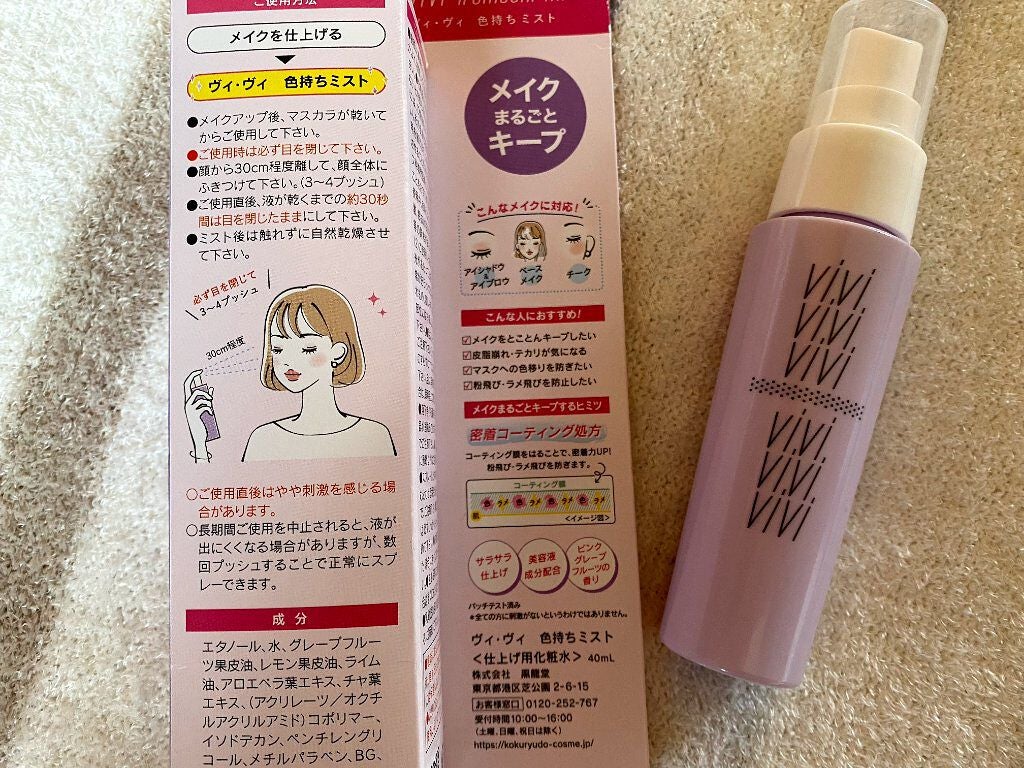 ご使用方法
メイクを仕上げる
ヴィ・ヴィ 色持ちミスト
●メイクアップ後、マスカラが乾いて
からご使用して下さい。
●ご使用時は必ず目を閉じて下さい。
●顔から30cm程度離して、顔全体に
ふきつけて下さい。(3～4プッシュ)
●ご使用直後、液が乾くまでの約30秒
間は目を閉じたままにして下さい。
●ミスト後は触れずに自然乾燥させ
て下さい。
必ず目を閉じて
3～4プッシュ
30cm程度
○ご使用直後はやや刺激を感じる場
合があります。
○長期間ご使用を中止されると、液が
出にくくなる場合がありますが、数
回プッシュすることで正常にスプ
レーできます。
成分
エタノール、水、グレープフルー
ツ果皮油、レモン果皮油、ライム
油、アロエベラ葉エキス、チャ葉
エキス、(アクリレーツ／オクチ
ルアクリルアミド)コポリマー、
イソドデカン、ペンチレングリ
コール、メチルパラベン、BG、
ヴィ・ヴィ 色持ちミスト
メイク
まるごと
キープ
こんなメイクに対応!
アイシャドウ
&
アイブロウ
ベース
メイク
チーク
こんな人におすすめ!
☑メイクをとことんキープしたい
☑皮脂崩れ・テカリが気になる
☑マスクへの色移りを防ぎたい
☑粉飛び・ラメ飛びを防止したい
メイクまるごとキープするヒミツ
密着コーティング処方
コーティング膜をはることで、密着力UP!
粉飛び・ラメ飛びを防ぎます。
コーティング膜
色 ラメ 色 ラメ 色 ラメ
肌
<イメージ図>
サラサラ
仕上げ
美容液
成分配合
ピンク
グレープ
フルーツの
香り
パッチテスト済み
*全ての方に刺激がないというわけではありません。
ヴィ・ヴィ 色持ちミスト
<仕上げ用化粧水> 40mL
株式会社 黒龍堂
東京都港区芝公園 2-6-15
お客様窓口 0120-252-767
受付時間10:00～16:00
(土曜、日曜、祝日は除く)
https://kokuryudo-cosme.jp/
ViVi
ViVi
ViVi
ViVi
ViVi
ViVi